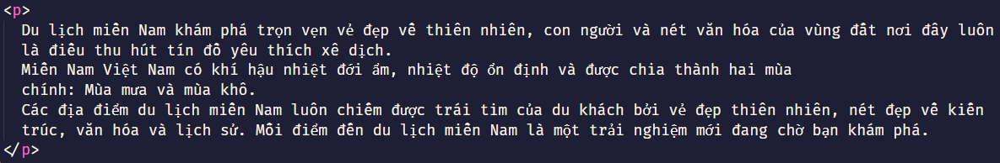 <p>
Du lịch miền Nam khám phá trọn vẹn vẻ đẹp về thiên nhiên, con người và nét văn hóa của vùng đất nơi đây luôn
là điều thu hút tín đồ yêu thích xê dịch.
Miền Nam Việt Nam có khí hậu nhiệt đới ẩm, nhiệt độ ổn định và được chia thành hai mùa
chính: Mùa mưa và mùa khô.
Các địa điểm du lịch miền Nam luôn chiếm được trái tim của du khách bởi vẻ đẹp thiên nhiên, nét đẹp về kiến
trúc, văn hóa và lịch sử. Mỗi điểm đến du lịch miền Nam là một trải nghiệm mới đang chờ bạn khám phá.
</p>